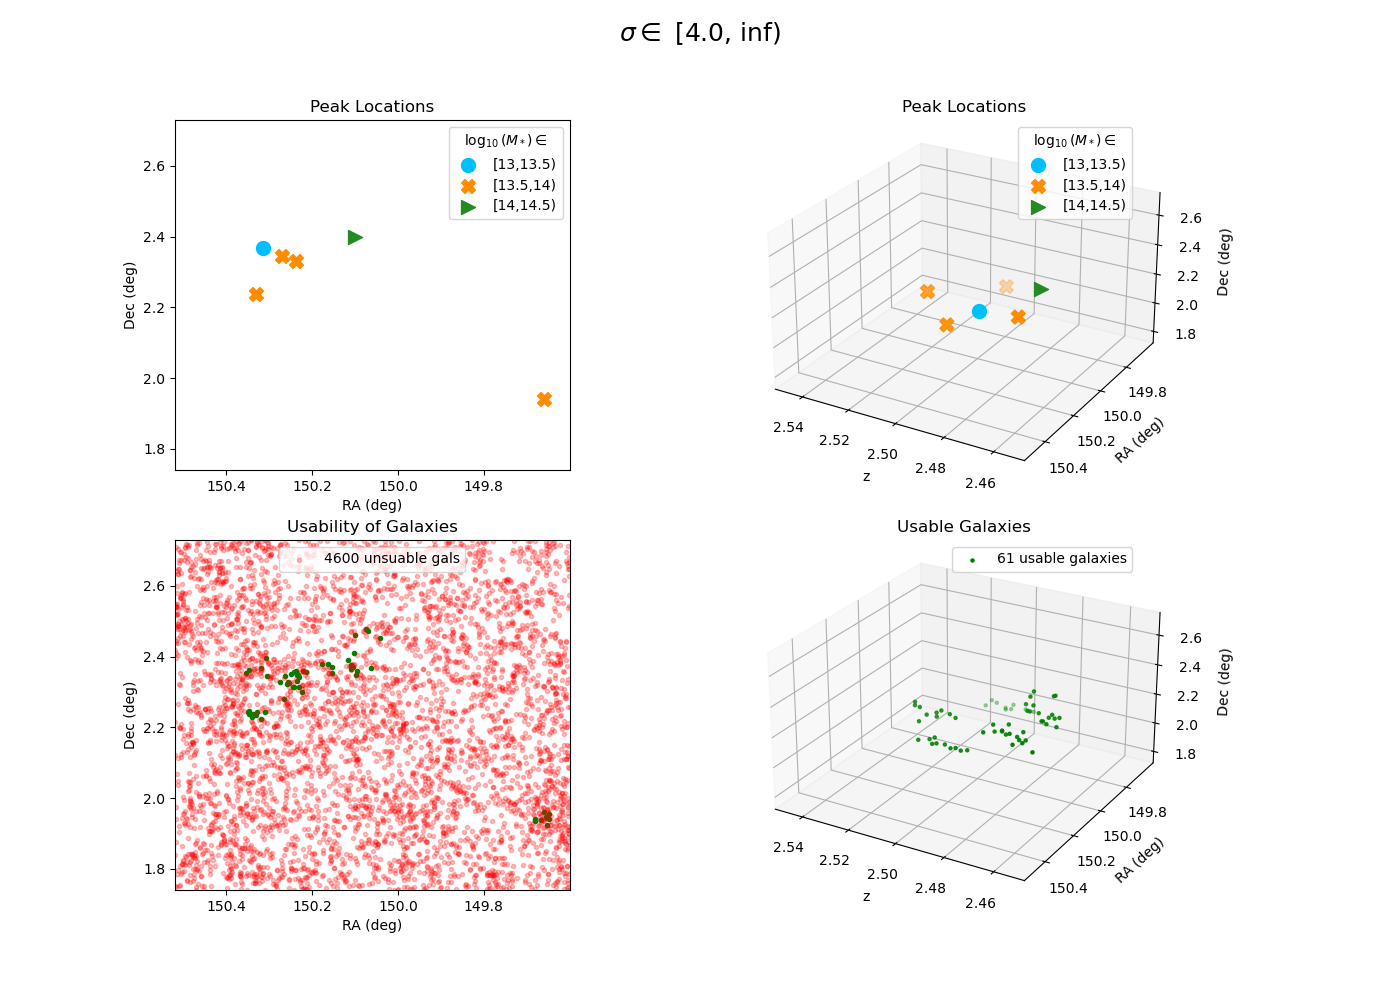 σ ∈ [4.0, inf)
Peak Locations
log₁₀(M*) ∈
[13,13.5)
[13.5,14)
[14,14.5)
2.6
2.4
2.2
2.0
1.8
Dec (deg)
150.4 150.2 150.0 149.8
RA (deg)
Peak Locations
log₁₀(M*) ∈
[13,13.5)
[13.5,14)
[14,14.5)
2.6
2.4
2.2
2.0
1.8
Dec (deg)
149.8
150.0
150.2
150.4
RA (deg)
2.54
2.52
2.50
2.48
2.46
z
Usability of Galaxies
4600 unsuable gals
2.6
2.4
2.2
2.0
1.8
Dec (deg)
150.4 150.2 150.0 149.8
RA (deg)
Usable Galaxies
61 usable galaxies
2.6
2.4
2.2
2.0
1.8
Dec (deg)
149.8
150.0
150.2
150.4
RA (deg)
2.54
2.52
2.50
2.48
2.46
z